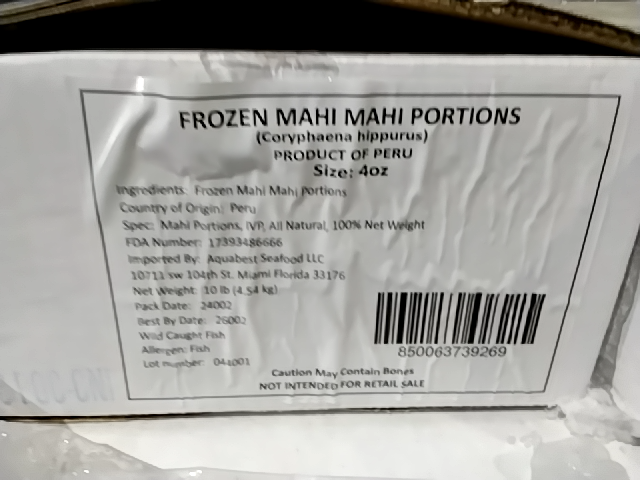 FROZEN MAHI MAHI PORTIONS
(Coryphaena hippurus)
PRODUCT OF PERU
Size: 4oz
Ingredients: Frozen Mahi Mahi Portions
Country of Origin: Peru
Spec: Mahi Portions, IVP, All Natural, 100% Net Weight
FDA Number: 17393486666
Imported By: Aquabest Seafood LLC
10711 sw 104th St. Miami Florida 33176
Net Weight: 10 lb (4.54 kg)
Pack Date: 24002
Best By Date: 26002
Wild Caught Fish
Allergen: Fish
Lot number: 044001
850063739269
Caution May Contain Bones
NOT INTENDED FOR RETAIL SALE